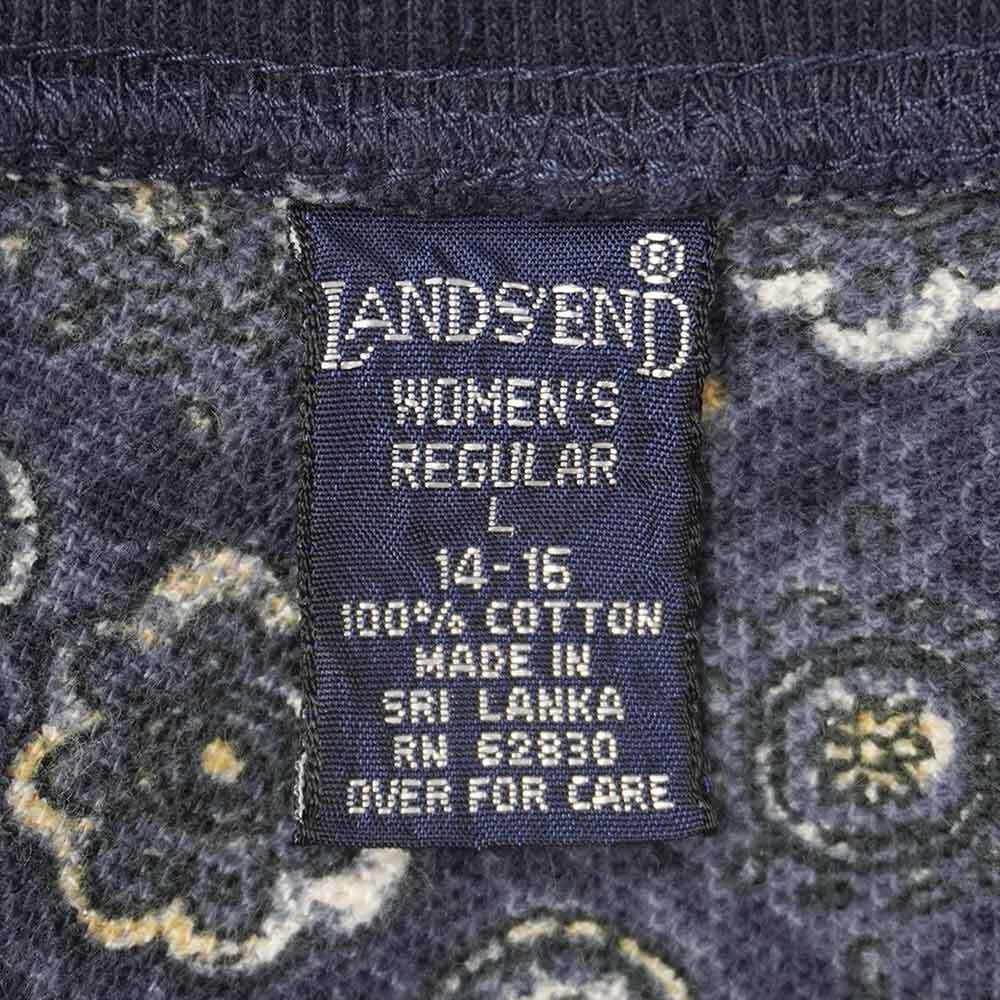 LANDS' END®
WOMEN'S
REGULAR
L
14-16
100% COTTON
MADE IN
SRI LANKA
RN 62830
OVER FOR CARE